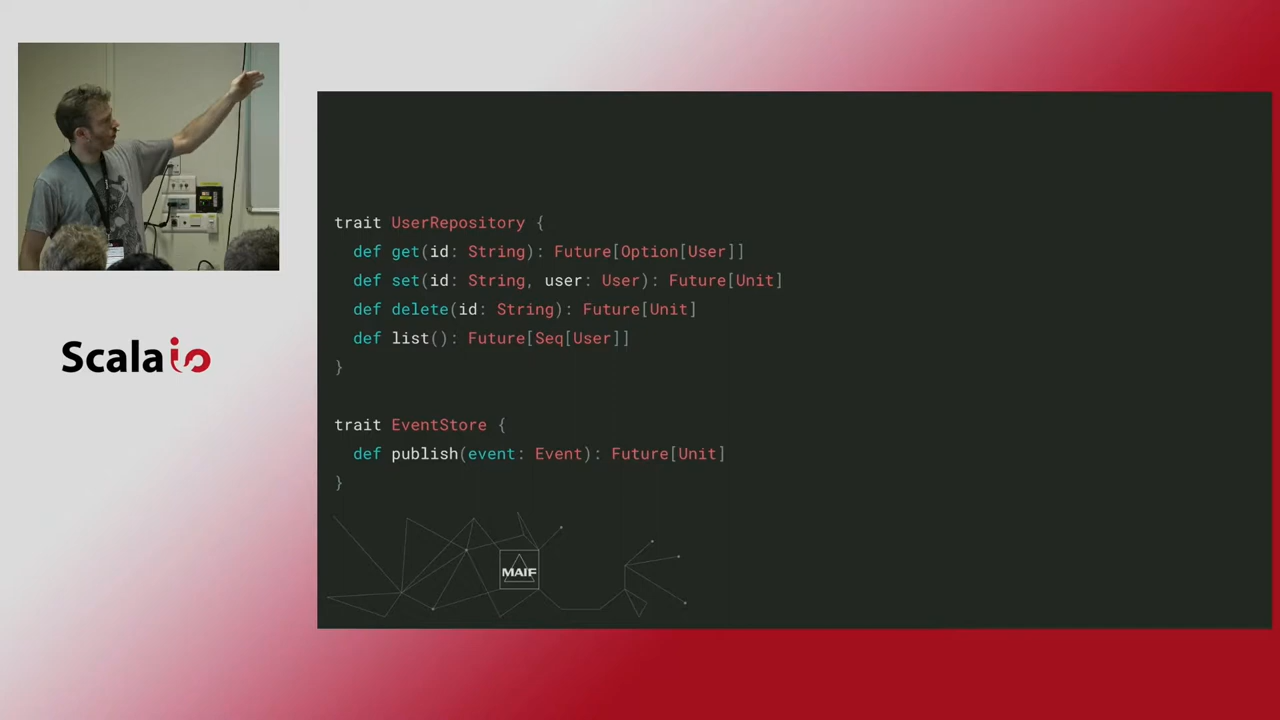 trait UserRepository {
  def get(id: String): Future[Option[User]]
  def set(id: String, user: User): Future[Unit]
  def delete(id: String): Future[Unit]
  def list(): Future[Seq[User]]
}
trait EventStore {
  def publish(event: Event): Future[Unit]
}
Scala io
MAIF